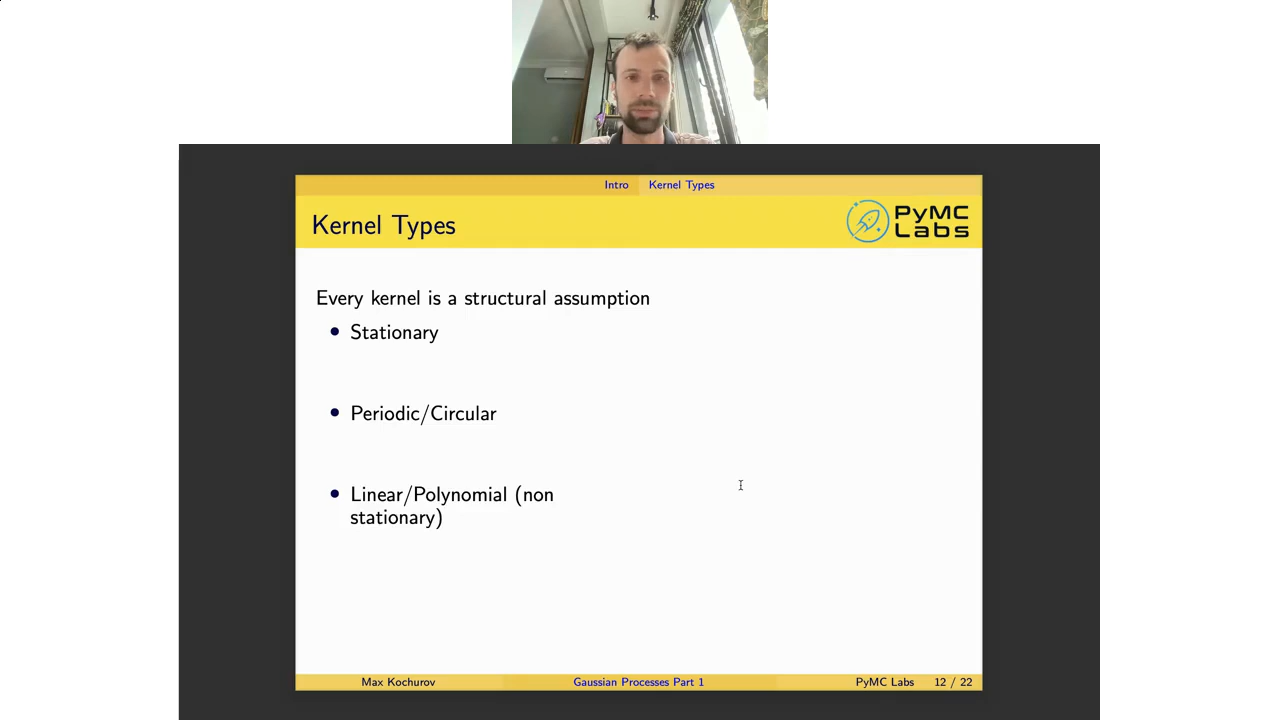 Intro Kernel Types
Kernel Types
PyMC
Labs
Every kernel is a structural assumption
• Stationary
• Periodic/Circular
• Linear/Polynomial (non
stationary)
Max Kochurov Gaussian Processes Part 1 PyMC Labs 12 / 22